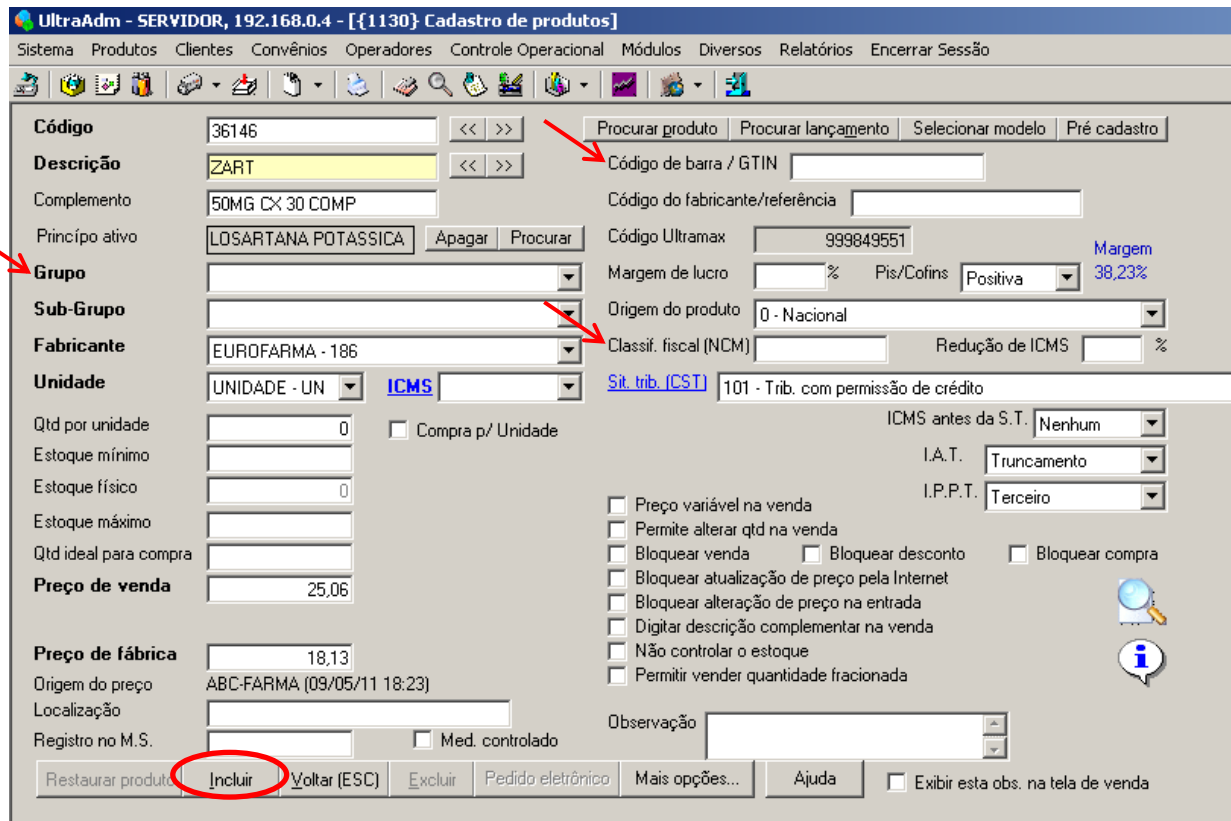 UltraAdm - SERVIDOR, 192.168.0.4 - [{1130} Cadastro de produtos]
Sistema Produtos Clientes Convênios Operadores Controle Operacional Módulos Diversos Relatórios Encerrar Sessão
Código 36146 << >> Procurar produto Procurar lançamento Selecionar modelo Pré cadastro
Descrição ZART << >> Código de barra / GTIN
Complemento 50MG CX 30 COMP Código do fabricante/referência
Princípo ativo LOSARTANA POTASSICA Apagar Procurar Código Ultramax 999849551 Margem
Grupo Margem de lucro % Pis/Cofins Positiva 38,23%
Sub-Grupo Origem do produto 0 - Nacional
Fabricante EUROFARMA - 186 Classif. fiscal (NCM) Redução de ICMS %
Unidade UNIDADE - UN ICMS Sit. trib. (CST) 101 - Trib. com permissão de crédito
Qtd por unidade 0 Compra p/ Unidade ICMS antes da S.T. Nenhum
Estoque mínimo I.A.T. Truncamento
Estoque físico 0 I.P.P.T. Terceiro
Preço variável na venda
Estoque máximo Permite alterar qtd na venda
Qtd ideal para compra Bloquear venda Bloquear desconto Bloquear compra
Preço de venda 25,06 Bloquear atualização de preço pela Internet
Bloquear alteração de preço na entrada
Digitar descrição complementar na venda
Preço de fábrica 18,13 Não controlar o estoque
Origem do preço ABC-FARMA (09/05/11 18:23) Permitir vender quantidade fracionada
Localização Observação
Registro no M.S. Med. controlado
Restaurar produto Incluir Voltar (ESC) Excluir Pedido eletrônico Mais opções... Ajuda Exibir esta obs. na tela de venda